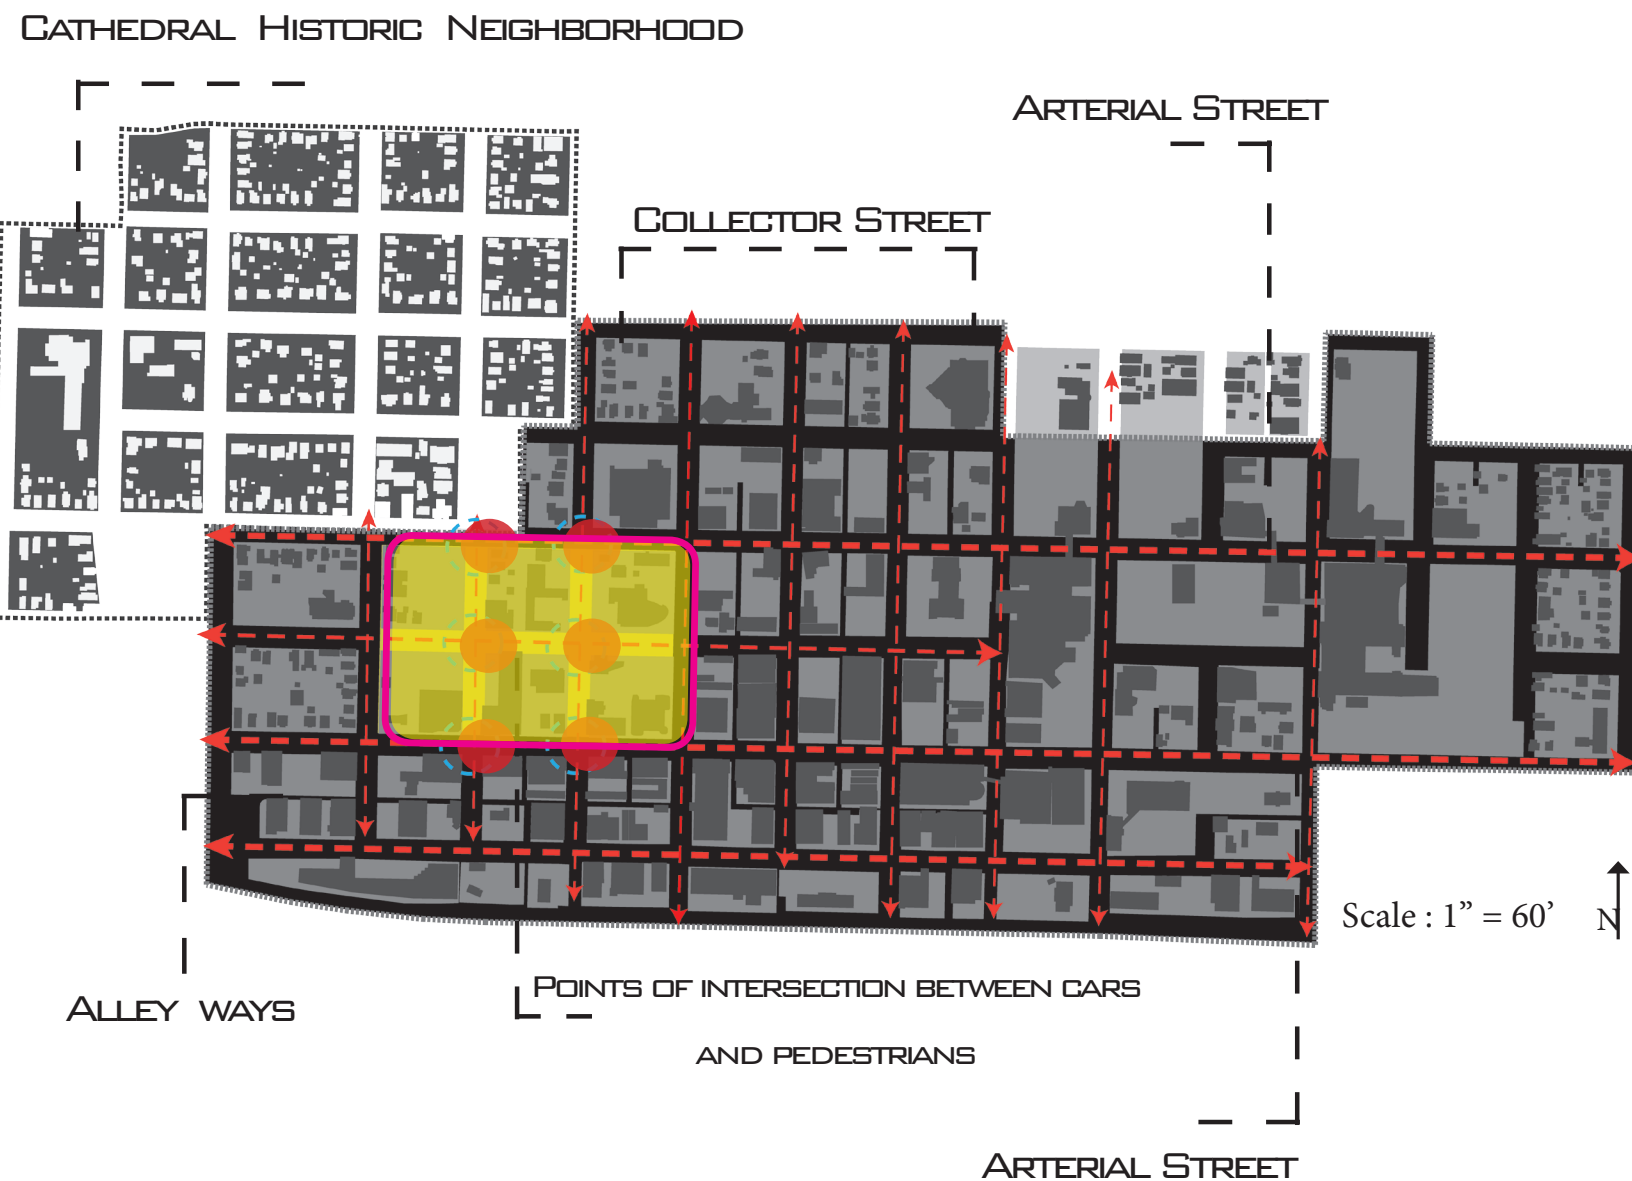 Cathedral Historic Neighborhood
Arterial Street
Collector Street
Scale : 1” = 60’
N
Alley ways
Points of intersection between cars
and pedestrians
Arterial Street